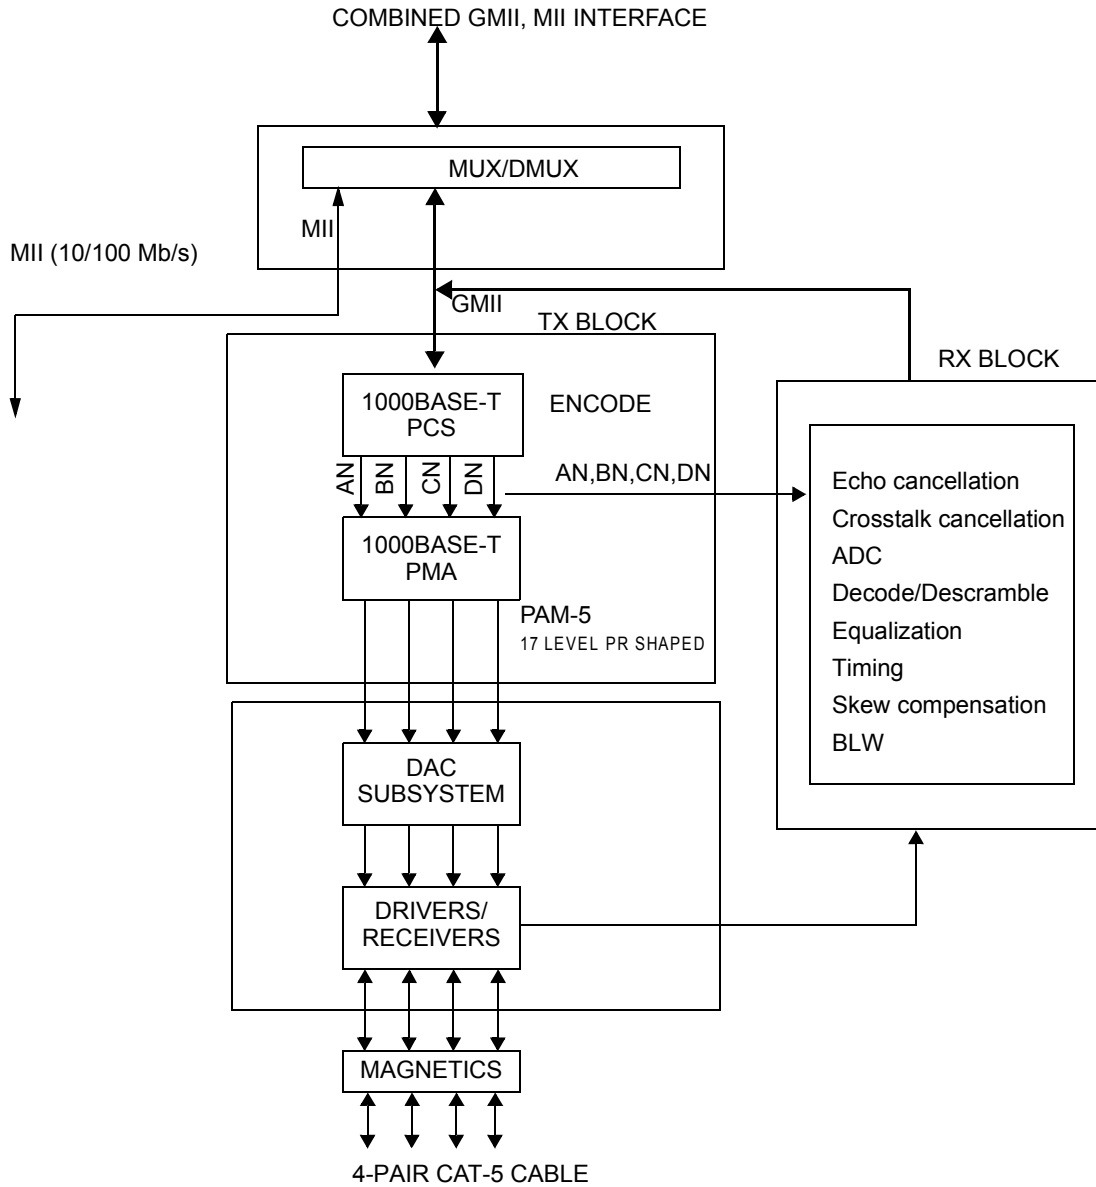 COMBINED GMII, MII INTERFACE
MUX/DMUX
MII
MII (10/100 Mb/s)
GMII
TX BLOCK
RX BLOCK
1000BASE-T
PCS
ENCODE
AN
BN
CN
DN
AN,BN,CN,DN
1000BASE-T
PMA
PAM-5
17 LEVEL PR SHAPED
Echo cancellation
Crosstalk cancellation
ADC
Decode/Descramble
Equalization
Timing
Skew compensation
BLW
DAC
SUBSYSTEM
DRIVERS/
RECEIVERS
MAGNETICS
4-PAIR CAT-5 CABLE